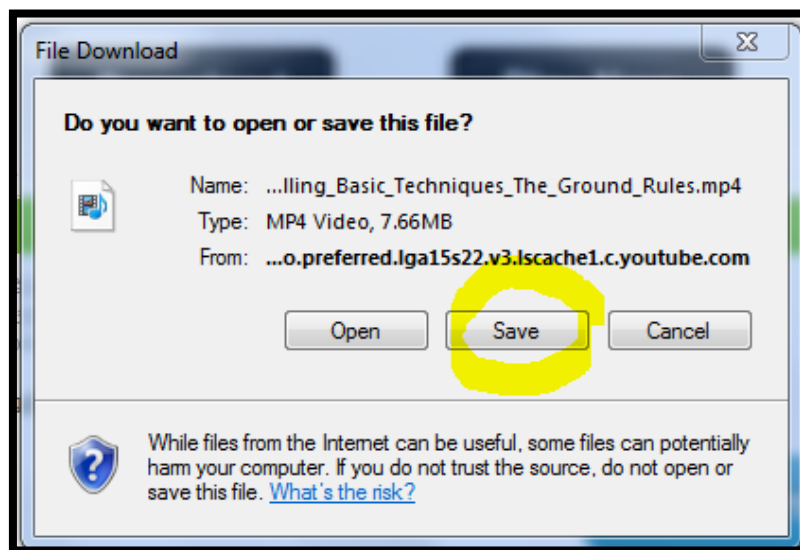 File Download
Do you want to open or save this file?
Name: ...lling_Basic_Techniques_The_Ground_Rules.mp4
Type: MP4 Video, 7.66MB
From: ...o.preferred.lga15s22.v3.lscache1.c.youtube.com
Open Save Cancel
While files from the Internet can be useful, some files can potentially
harm your computer. If you do not trust the source, do not open or
save this file. What's the risk?